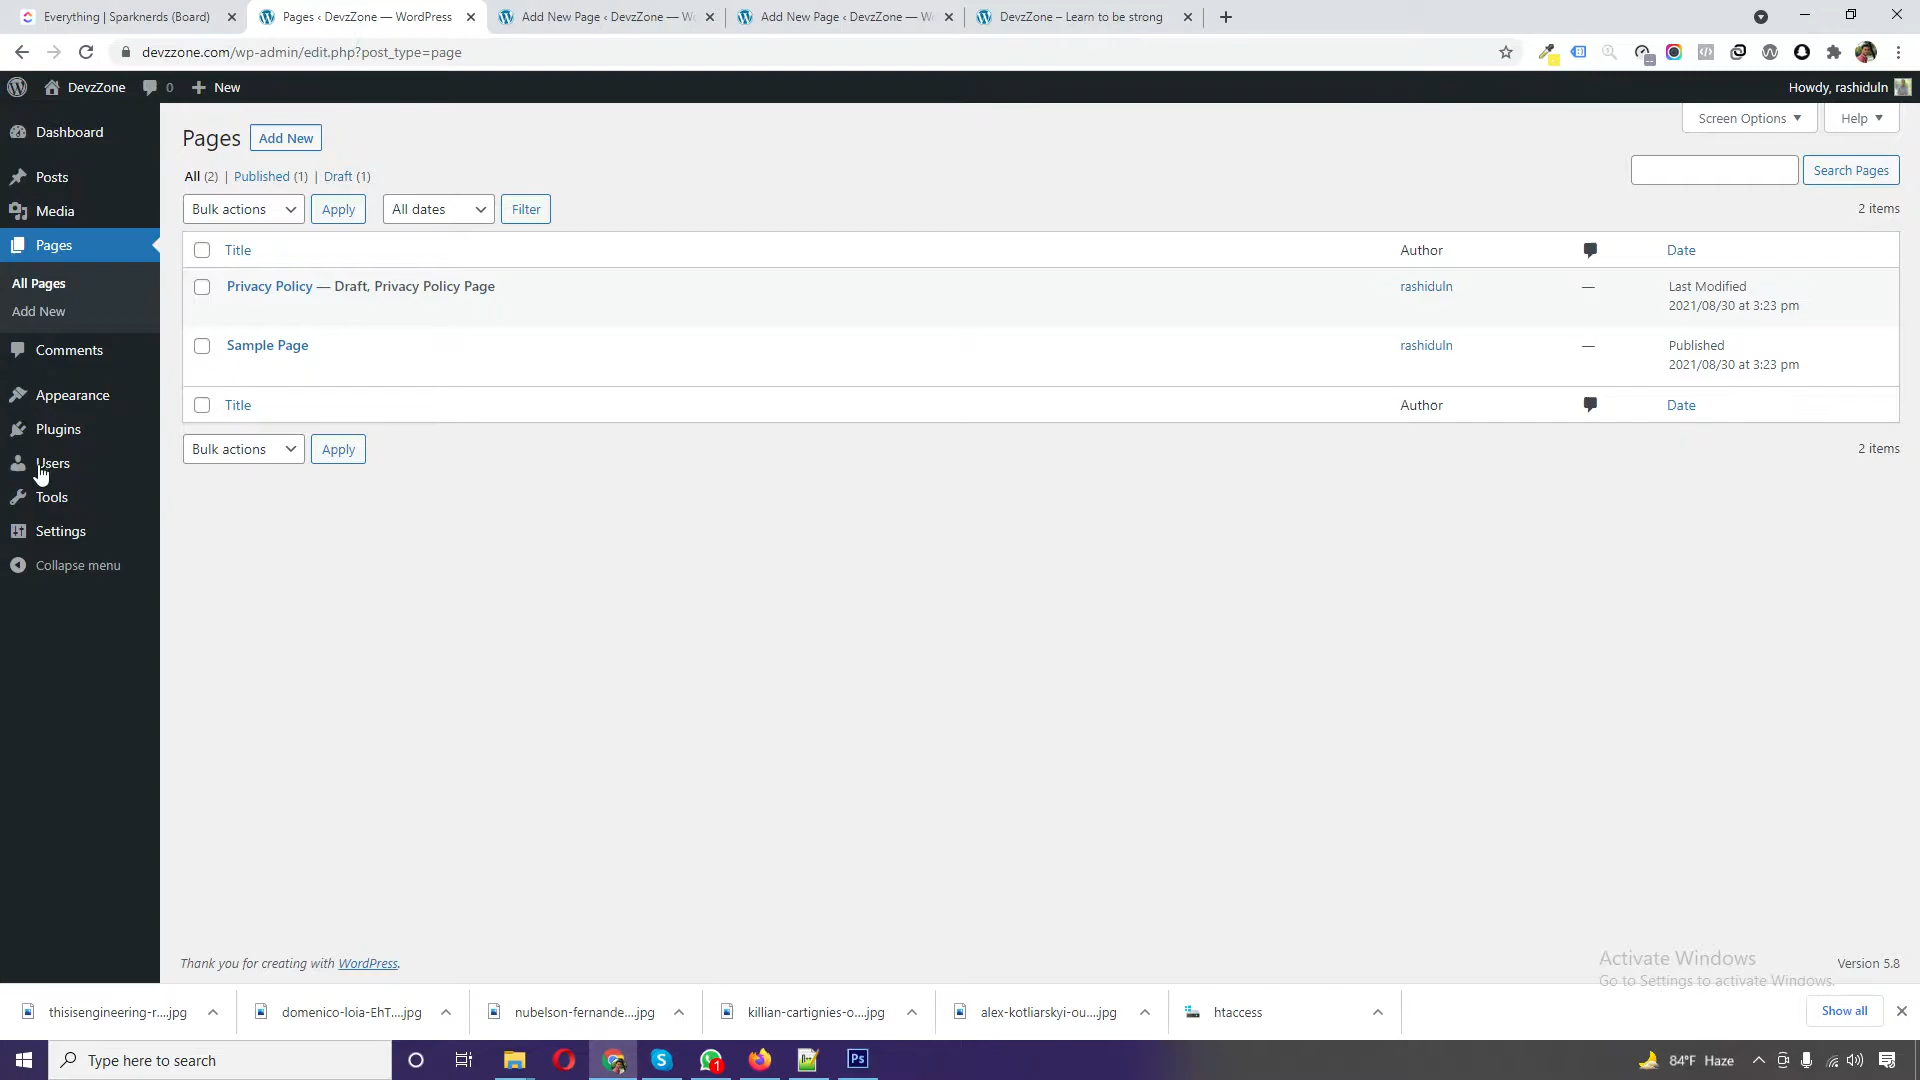 Everything | Sparknerds (Board)
Pages ‹ DevzZone — WordPress
Add New Page ‹ DevzZone — W
Add New Page ‹ DevzZone — W
DevzZone – Learn to be strong
devzzone.com/wp-admin/edit.php?post_type=page
DevzZone 0 New
Howdy, rashiduln
Dashboard
Posts
Media
Pages
All Pages
Add New
Comments
Appearance
Plugins
Users
Tools
Settings
Collapse menu
Screen Options
Help
Pages Add New
All (2) | Published (1) | Draft (1)
Search Pages
Bulk actions Apply All dates Filter
2 items
Title Author Date
Privacy Policy — Draft, Privacy Policy Page rashiduln — Last Modified
2021/08/30 at 3:23 pm
Sample Page rashiduln — Published
2021/08/30 at 3:23 pm
Title Author Date
Bulk actions Apply
2 items
Thank you for creating with WordPress.
Version 5.8
Activate Windows
Go to Settings to activate Windows.
thisisengineering-r....jpg
domenico-loia-EhT....jpg
nubelson-fernande....jpg
killian-cartignies-o....jpg
alex-kotliarskyi-ou....jpg
htaccess
Show all
Type here to search
1
Ps
84°F Haze